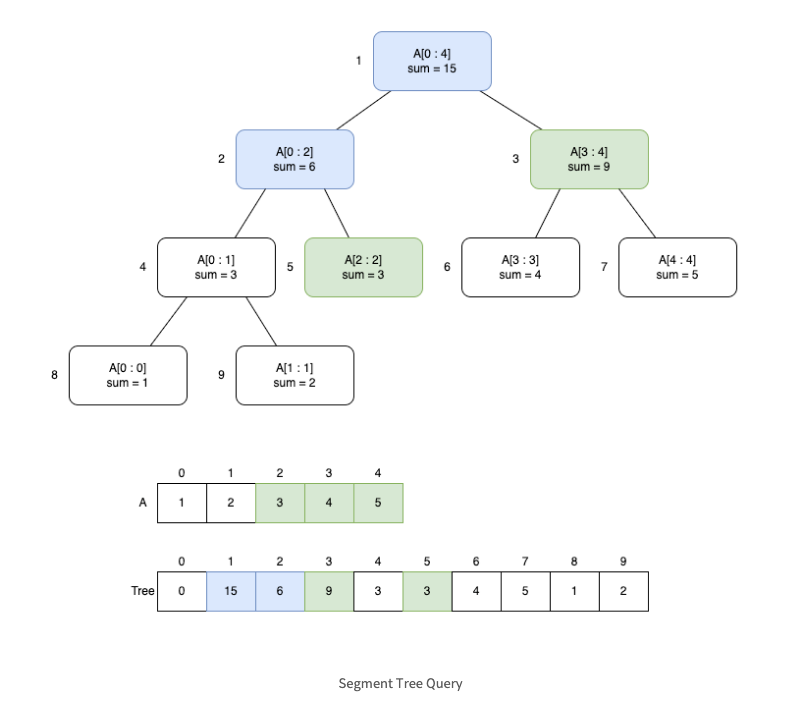 1
A[0 : 4]
sum = 15
2
A[0 : 2]
sum = 6
3
A[3 : 4]
sum = 9
4
A[0 : 1]
sum = 3
5
A[2 : 2]
sum = 3
6
A[3 : 3]
sum = 4
7
A[4 : 4]
sum = 5
8
A[0 : 0]
sum = 1
9
A[1 : 1]
sum = 2
0 1 2 3 4
A 1 2 3 4 5
0 1 2 3 4 5 6 7 8 9
Tree 0 15 6 9 3 3 4 5 1 2
Segment Tree Query